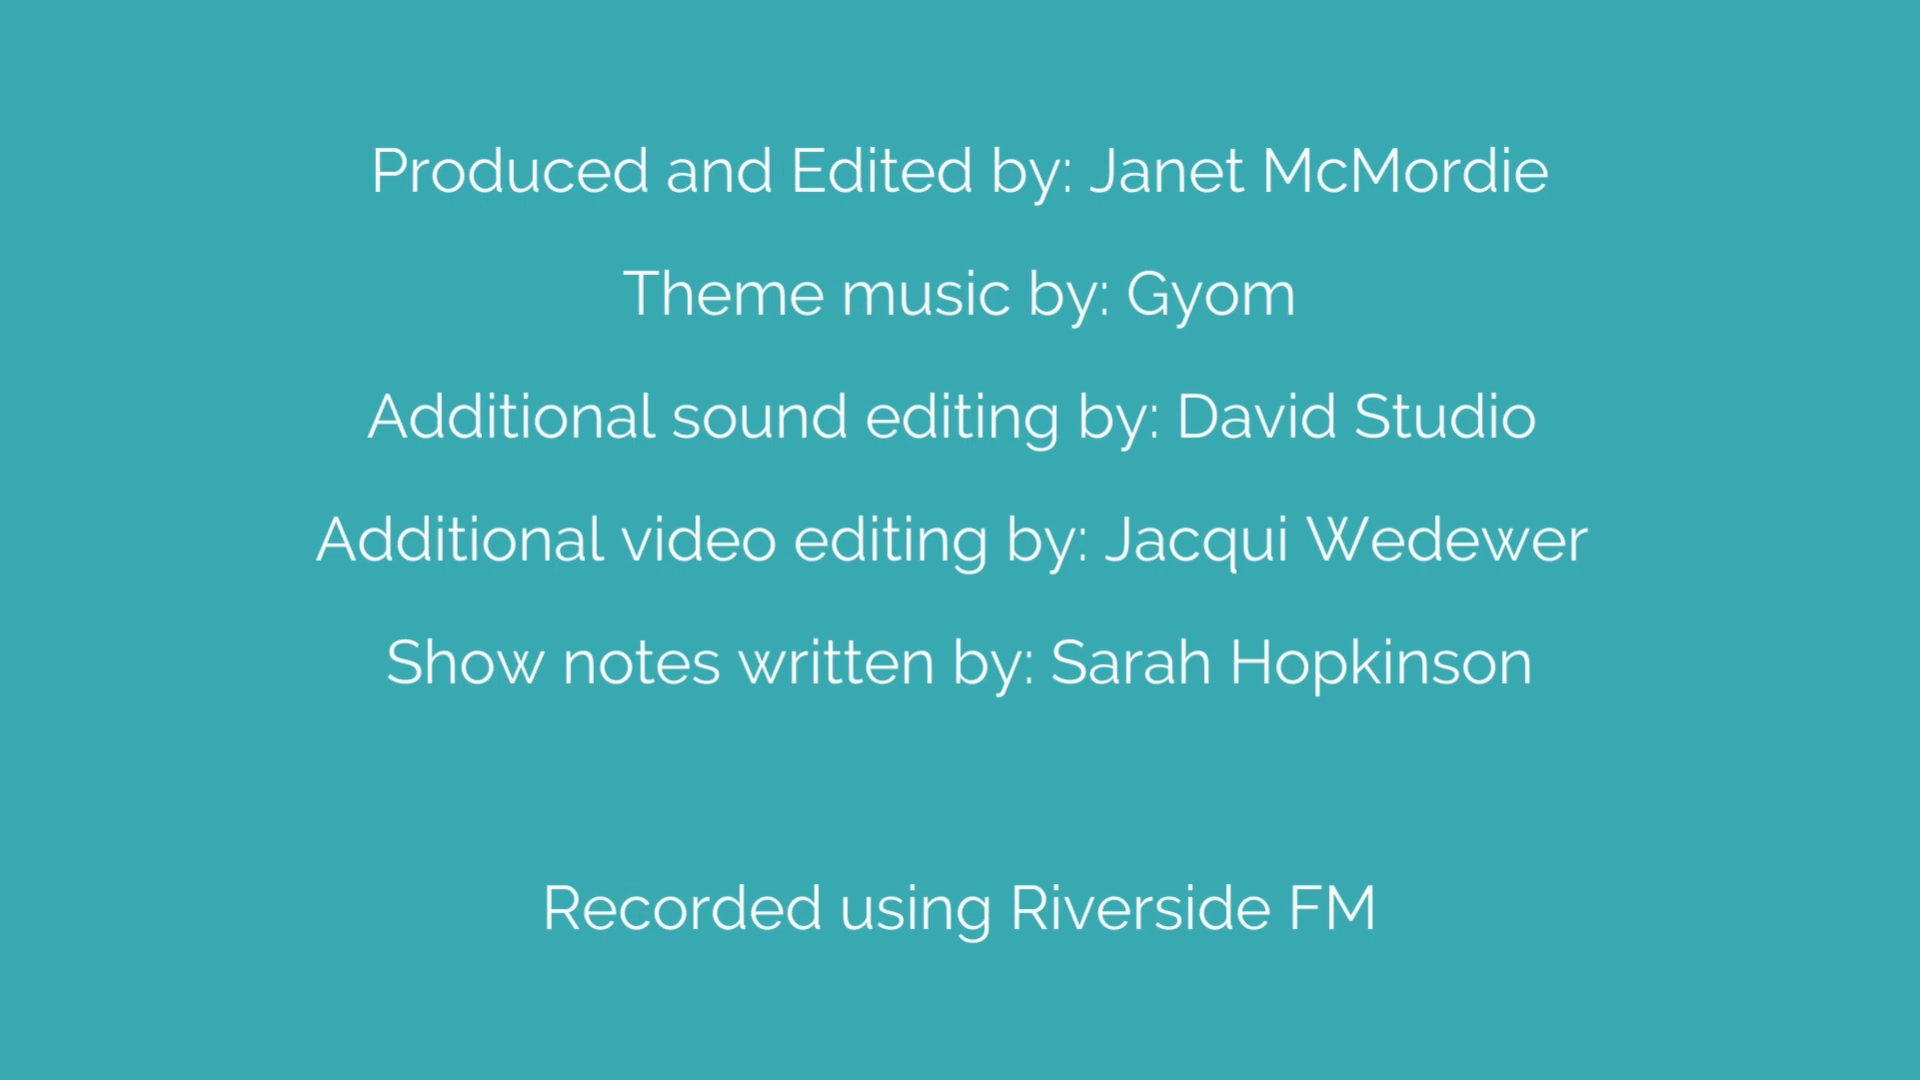 Produced and Edited by: Janet McMordie
Theme music by: Gyom
Additional sound editing by: David Studio
Additional video editing by: Jacqui Wedewer
Show notes written by: Sarah Hopkinson
Recorded using Riverside FM